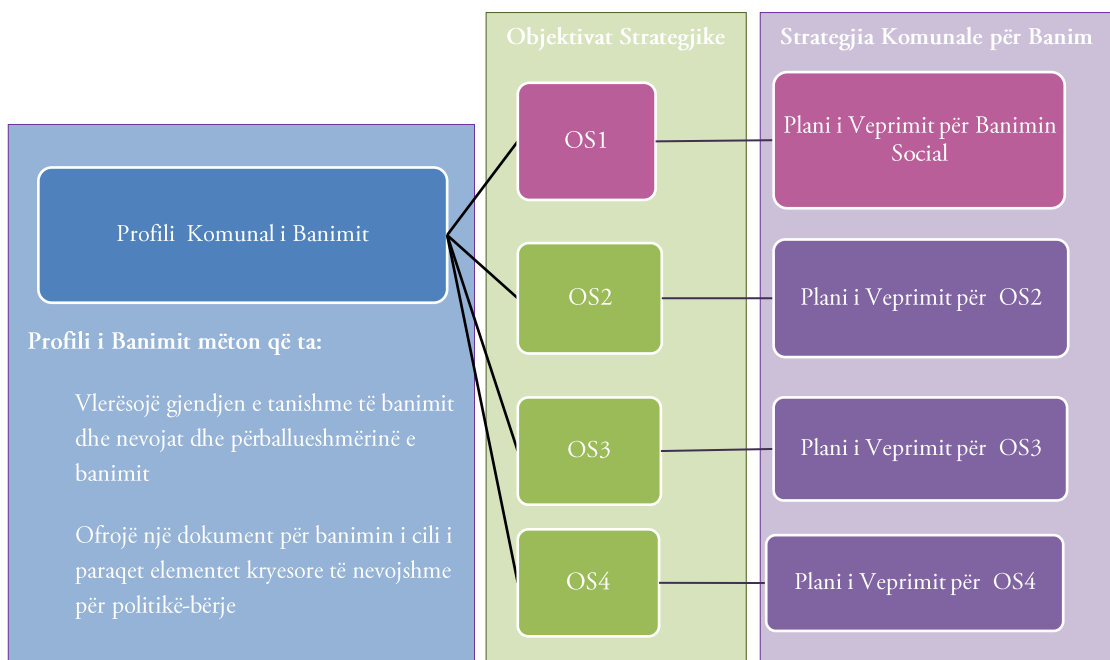 Profili Komunal i Banimit
Profili i Banimit mëton që ta:
Vlerësojë gjendjen e tanishme të banimit
dhe nevojat dhe përballueshmërinë e
banimit
Ofrojë një dokument për banimin i cili i
paraqet elementet kryesore të nevojshme
për politikë-bërje
Objektivat Strategjike
OS1
OS2
OS3
OS4
Strategjia Komunale për Banim
Plani i Veprimit për Banimin
Social
Plani i Veprimit për OS2
Plani i Veprimit për OS3
Plani i Veprimit për OS4